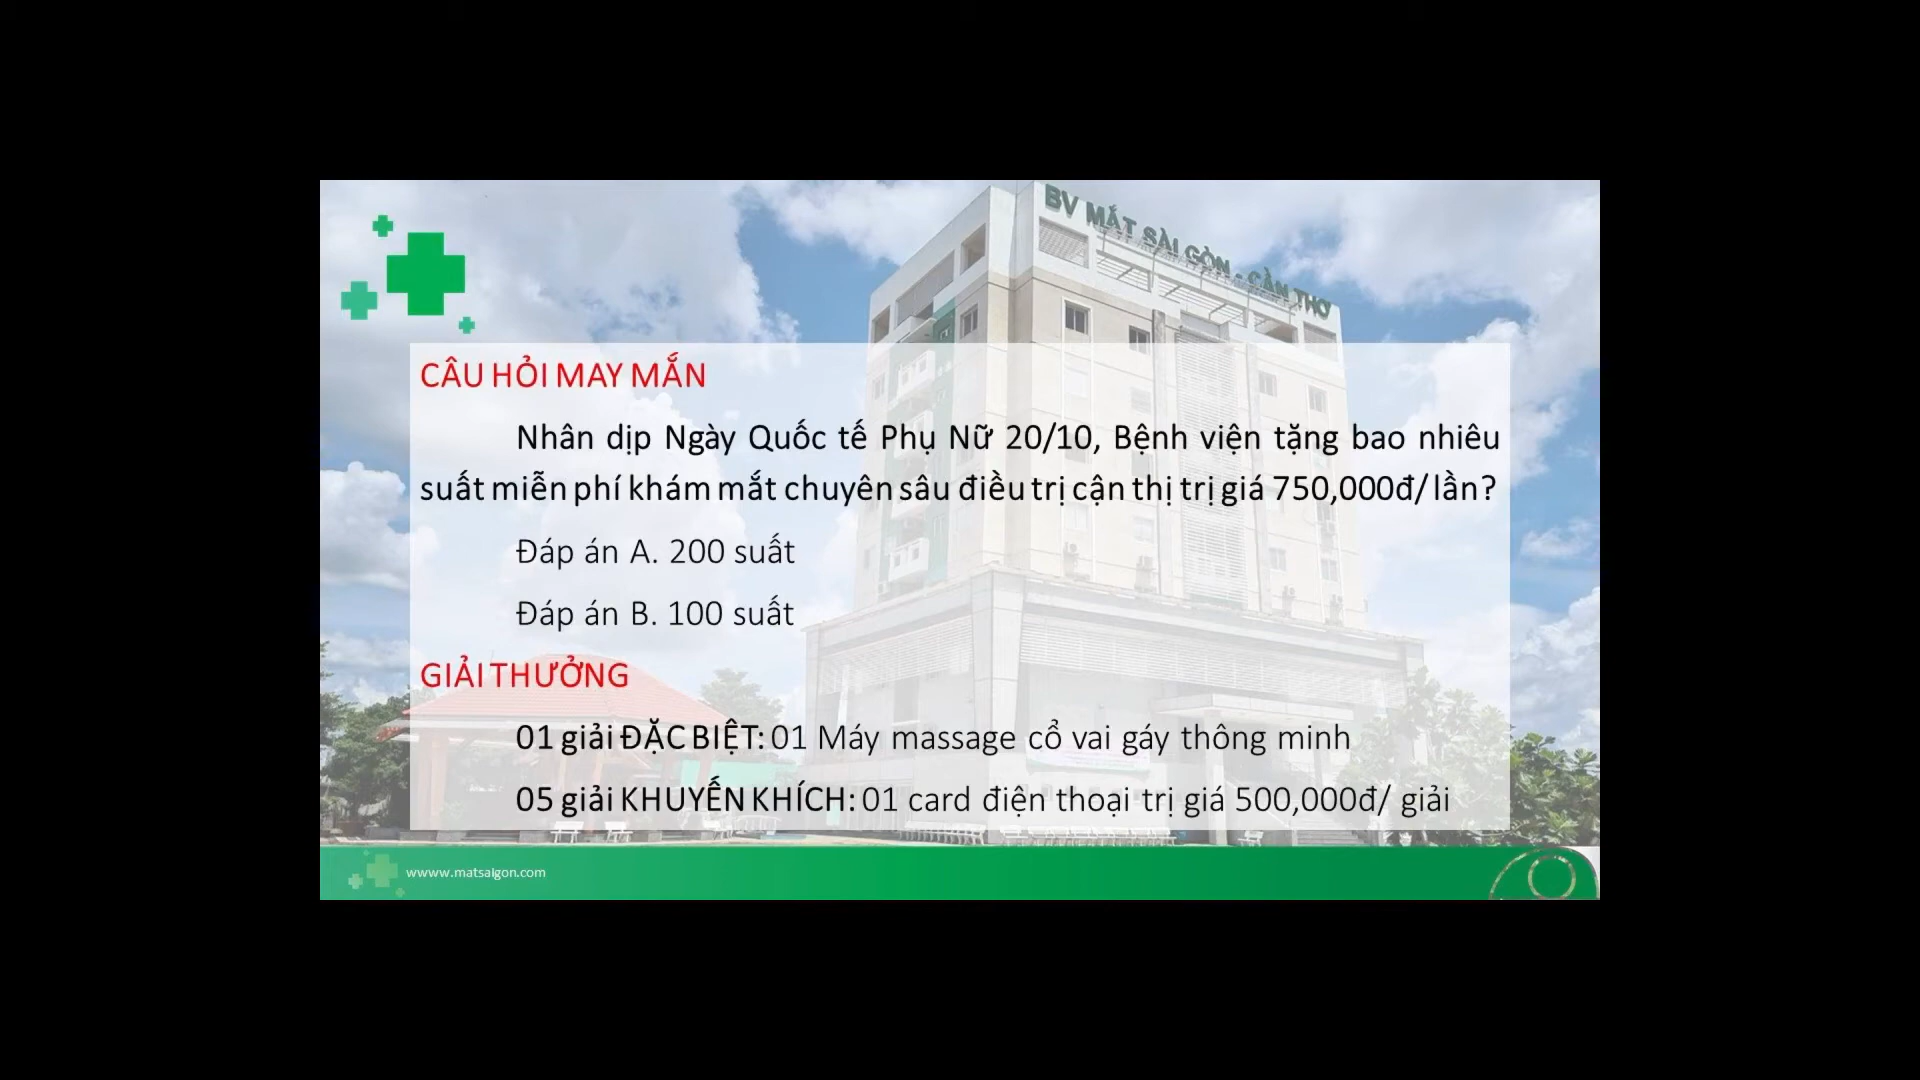 BV MẮT SÀI GÒN - CẦN THƠ
CÂU HỎI MAY MẮN
Nhân dịp Ngày Quốc tế Phụ Nữ 20/10, Bệnh viện tặng bao nhiêu
suất miễn phí khám mắt chuyên sâu điều trị cận thị trị giá 750,000đ/ lần?
Đáp án A. 200 suất
Đáp án B. 100 suất
GIẢI THƯỞNG
01 giải ĐẶC BIỆT: 01 Máy massage cổ vai gáy thông minh
05 giải KHUYẾN KHÍCH: 01 card điện thoại trị giá 500,000đ/ giải
wwww.matsaigon.com